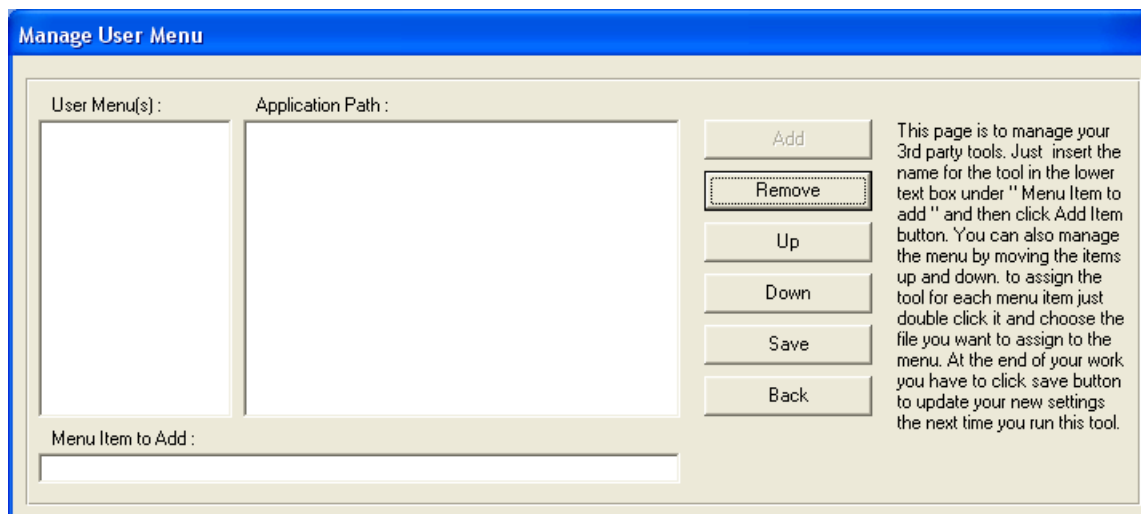 Manage User Menu
User Menu(s) :
Application Path :
Add
Remove
Up
Down
Save
Back
This page is to manage your
3rd party tools. Just  insert the
name for the tool in the lower
text box under " Menu Item to
add " and then click Add Item
button. You can also manage
the menu by moving the items
up and down. to assign the
tool for each menu item just
double click it and choose the
file you want to assign to the
menu. At the end of your work
you have to click save button
to update your new settings
the next time you run this tool.
Menu Item to Add :